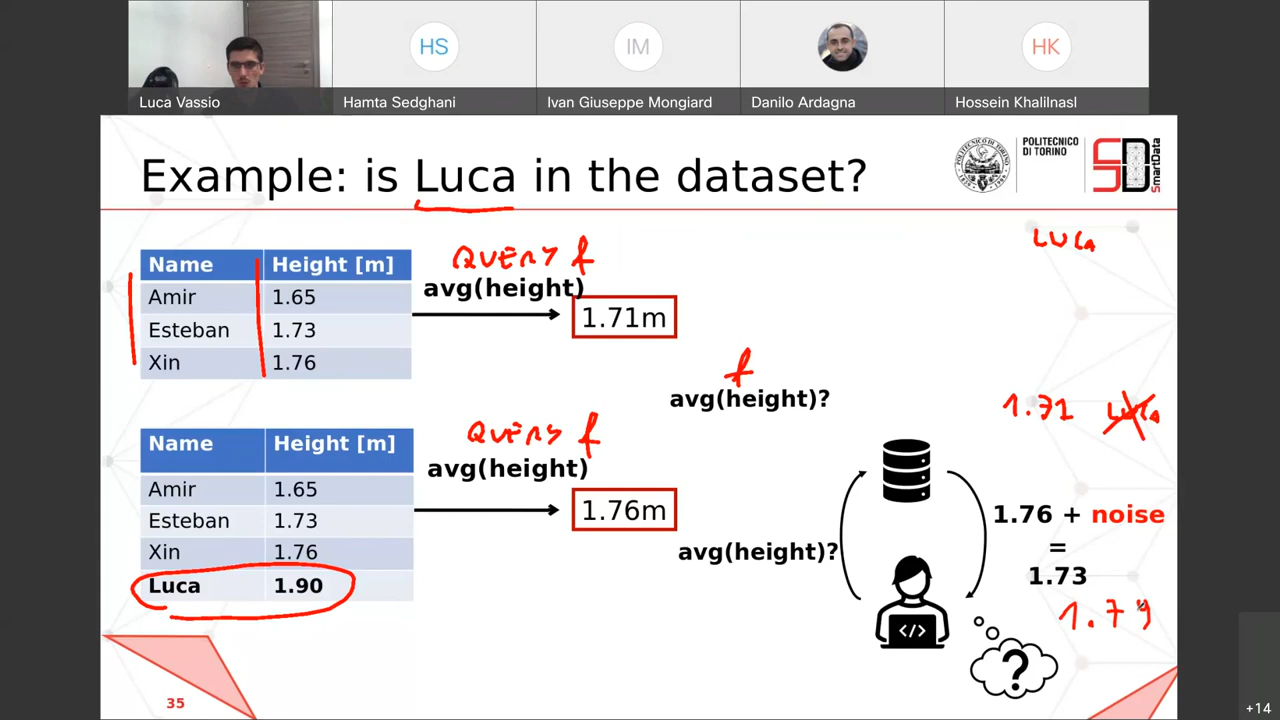 HS
IM
HK
Luca Vassio
Hamta Sedghani
Ivan Giuseppe Mongiard
Danilo Ardagna
Hossein Khalilnasl
Example: is Luca in the dataset?
POLITECNICO
DI TORINO
SD
SmartData
LUCa
Name Height [m]
Amir 1.65
Esteban 1.73
Xin 1.76
QUERY f
avg(height)
1.71m
f
avg(height)?
1.71 LUCa
Name Height [m]
Amir 1.65
Esteban 1.73
Xin 1.76
Luca 1.90
QUERY f
avg(height)
1.76m
avg(height)?
</>
?
1.76 + noise
=
1.73
1.79
35
+14